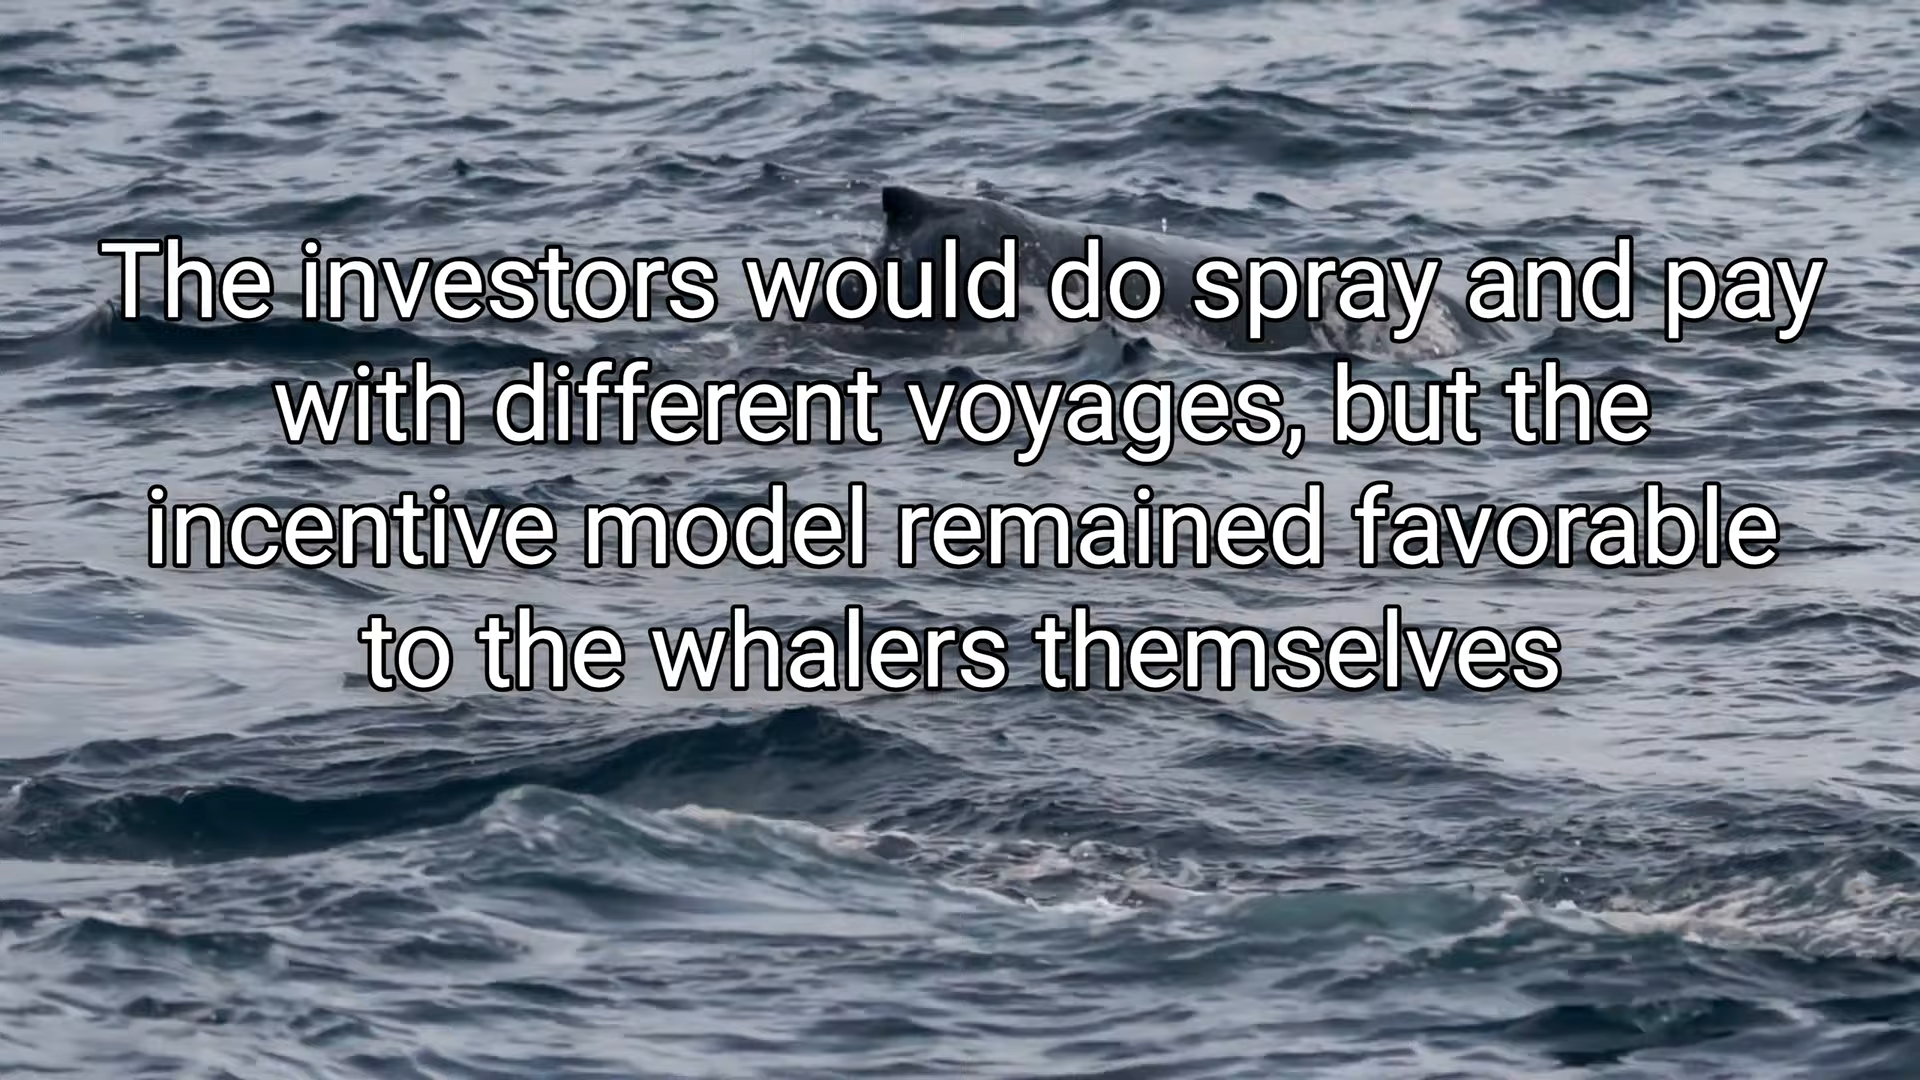 The investors would do spray and pay
with different voyages, but the
incentive model remained favorable
to the whalers themselves